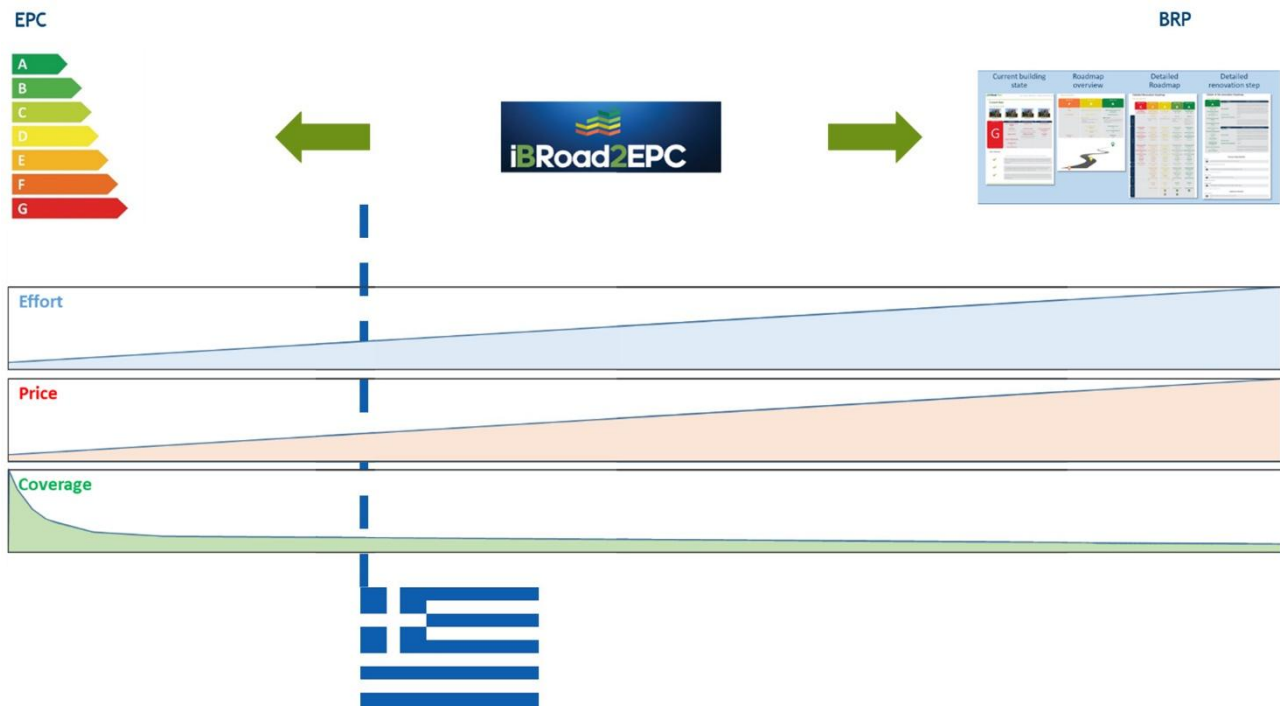 EPC
BRP
A
B
C
D
E
F
G
iBRoad2EPC
Current building
state
Roadmap
overview
Detailed
Roadmap
Detailed
renovation step
G
Effort
Price
Coverage